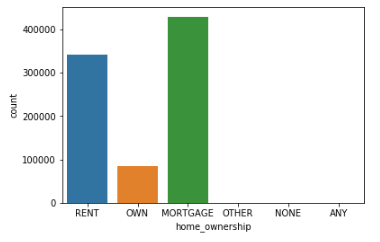 400000
300000
200000
100000
0
count
RENT OWN MORTGAGE OTHER NONE ANY
home_ownership